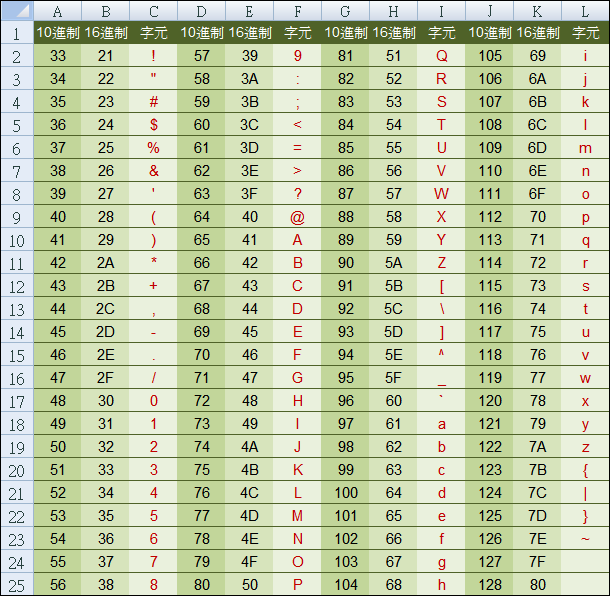 A B C D E F G H I J K L
1 10進制 16進制 字元 10進制 16進制 字元 10進制 16進制 字元 10進制 16進制 字元
2 33 21 ! 57 39 9 81 51 Q 105 69 i
3 34 22 " 58 3A : 82 52 R 106 6A j
4 35 23 # 59 3B ; 83 53 S 107 6B k
5 36 24 $ 60 3C < 84 54 T 108 6C l
6 37 25 % 61 3D = 85 55 U 109 6D m
7 38 26 & 62 3E > 86 56 V 110 6E n
8 39 27 ' 63 3F ? 87 57 W 111 6F o
9 40 28 ( 64 40 @ 88 58 X 112 70 p
10 41 29 ) 65 41 A 89 59 Y 113 71 q
11 42 2A * 66 42 B 90 5A Z 114 72 r
12 43 2B + 67 43 C 91 5B [ 115 73 s
13 44 2C , 68 44 D 92 5C \ 116 74 t
14 45 2D - 69 45 E 93 5D ] 117 75 u
15 46 2E . 70 46 F 94 5E ^ 118 76 v
16 47 2F / 71 47 G 95 5F _ 119 77 w
17 48 30 0 72 48 H 96 60 ` 120 78 x
18 49 31 1 73 49 I 97 61 a 121 79 y
19 50 32 2 74 4A J 98 62 b 122 7A z
20 51 33 3 75 4B K 99 63 c 123 7B {
21 52 34 4 76 4C L 100 64 d 124 7C |
22 53 35 5 77 4D M 101 65 e 125 7D }
23 54 36 6 78 4E N 102 66 f 126 7E ~
24 55 37 7 79 4F O 103 67 g 127 7F
25 56 38 8 80 50 P 104 68 h 128 80